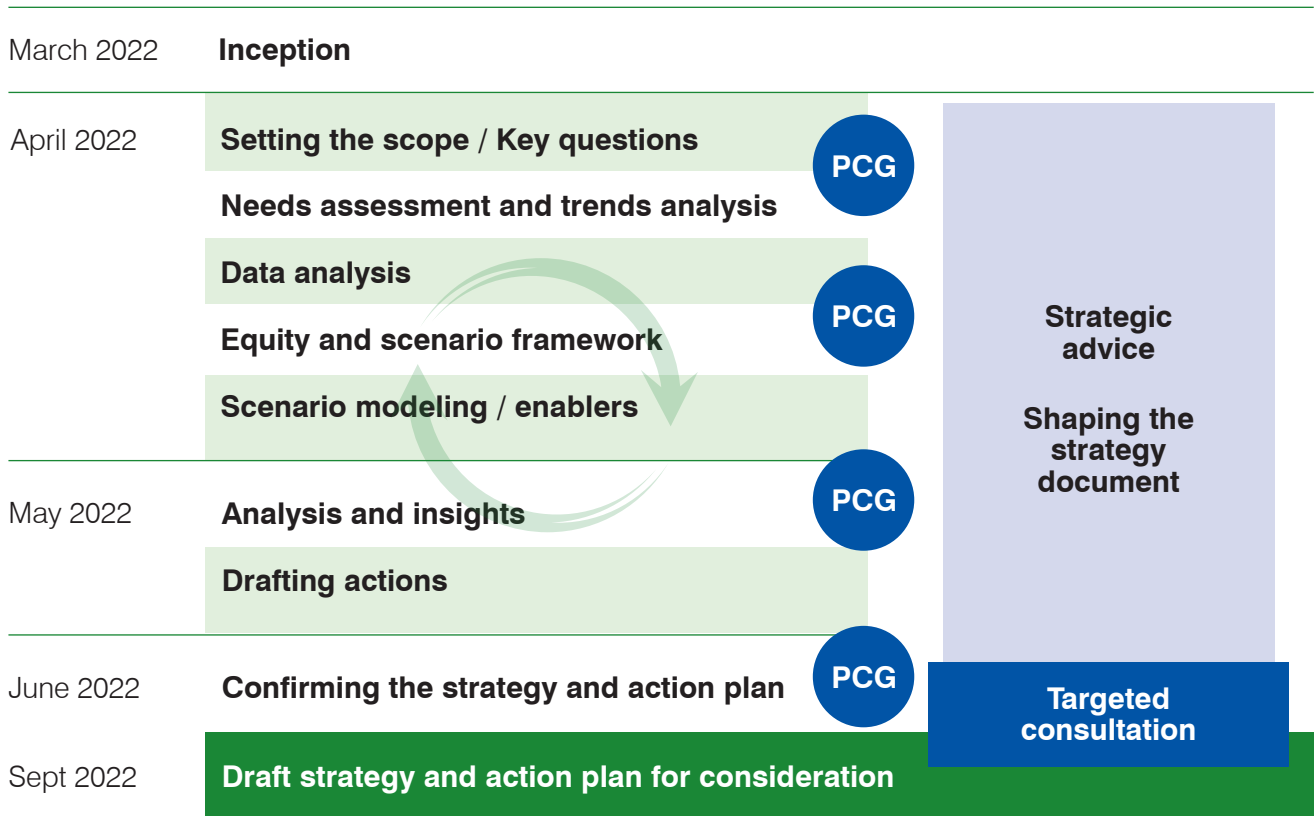 March 2022
Inception
April 2022
Setting the scope / Key questions
PCG
Needs assessment and trends analysis
Data analysis
PCG
Equity and scenario framework
Scenario modeling / enablers
Strategic
advice
Shaping the
strategy
document
May 2022
Analysis and insights
PCG
Drafting actions
June 2022
Confirming the strategy and action plan
PCG
Targeted
consultation
Sept 2022
Draft strategy and action plan for consideration